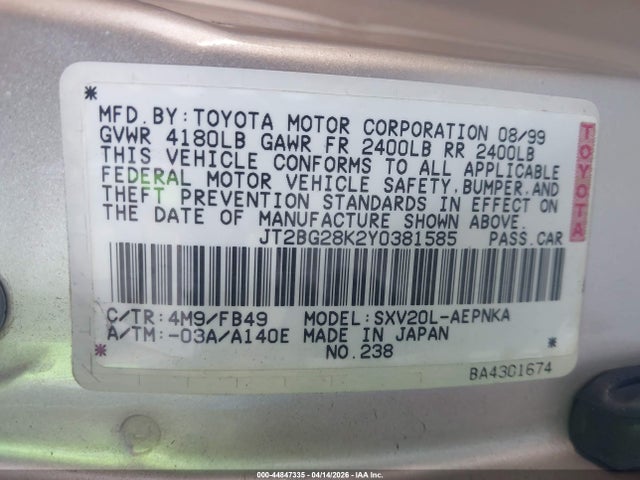 MFD. BY: TOYOTA MOTOR CORPORATION 08/99
GVWR 4180LB GAWR FR 2400LB RR 2400LB
THIS VEHICLE CONFORMS TO ALL APPLICABLE
FEDERAL MOTOR VEHICLE SAFETY, BUMPER, AND
THEFT PREVENTION STANDARDS IN EFFECT ON
THE DATE OF MANUFACTURE SHOWN ABOVE.
JT2BG28K2Y0381585 PASS. CAR
TOYOTA
C/TR: 4M9/FB49 MODEL: SXV20L-AEPNKA
A/TM: -03A/A140E MADE IN JAPAN
NO. 238
BA43C1674
000-44847335 - 04/14/2026 - IAA Inc.